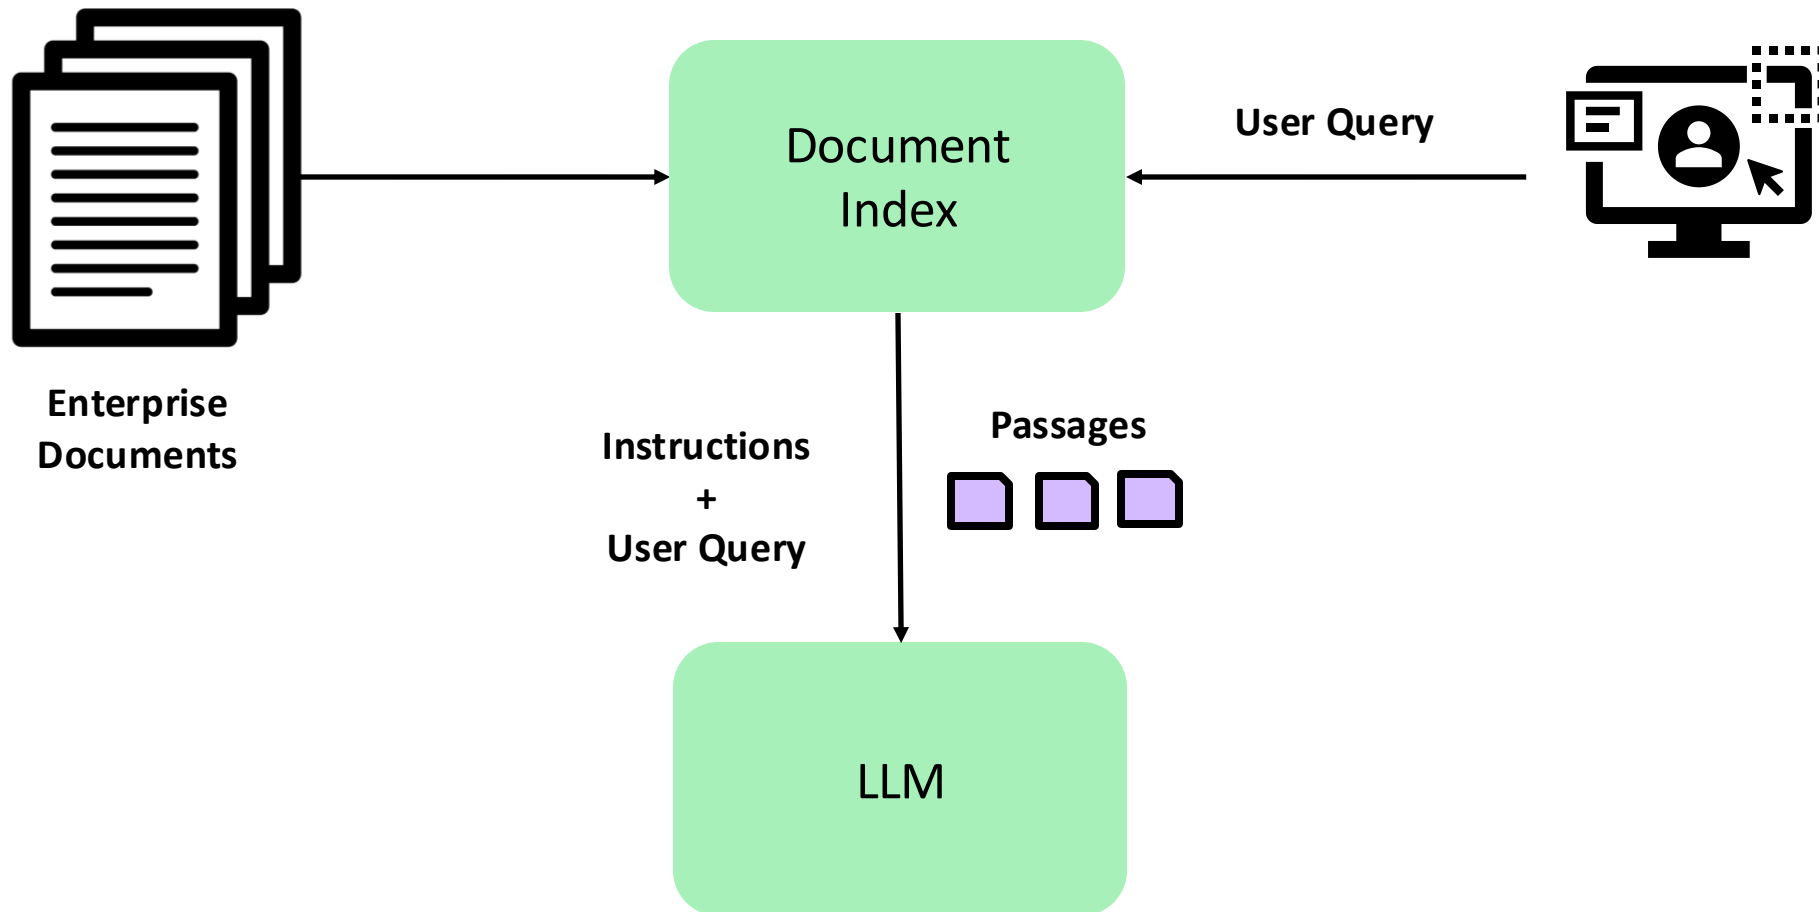 Document
Index
User Query
Enterprise
Documents
Instructions
+
User Query
Passages
LLM